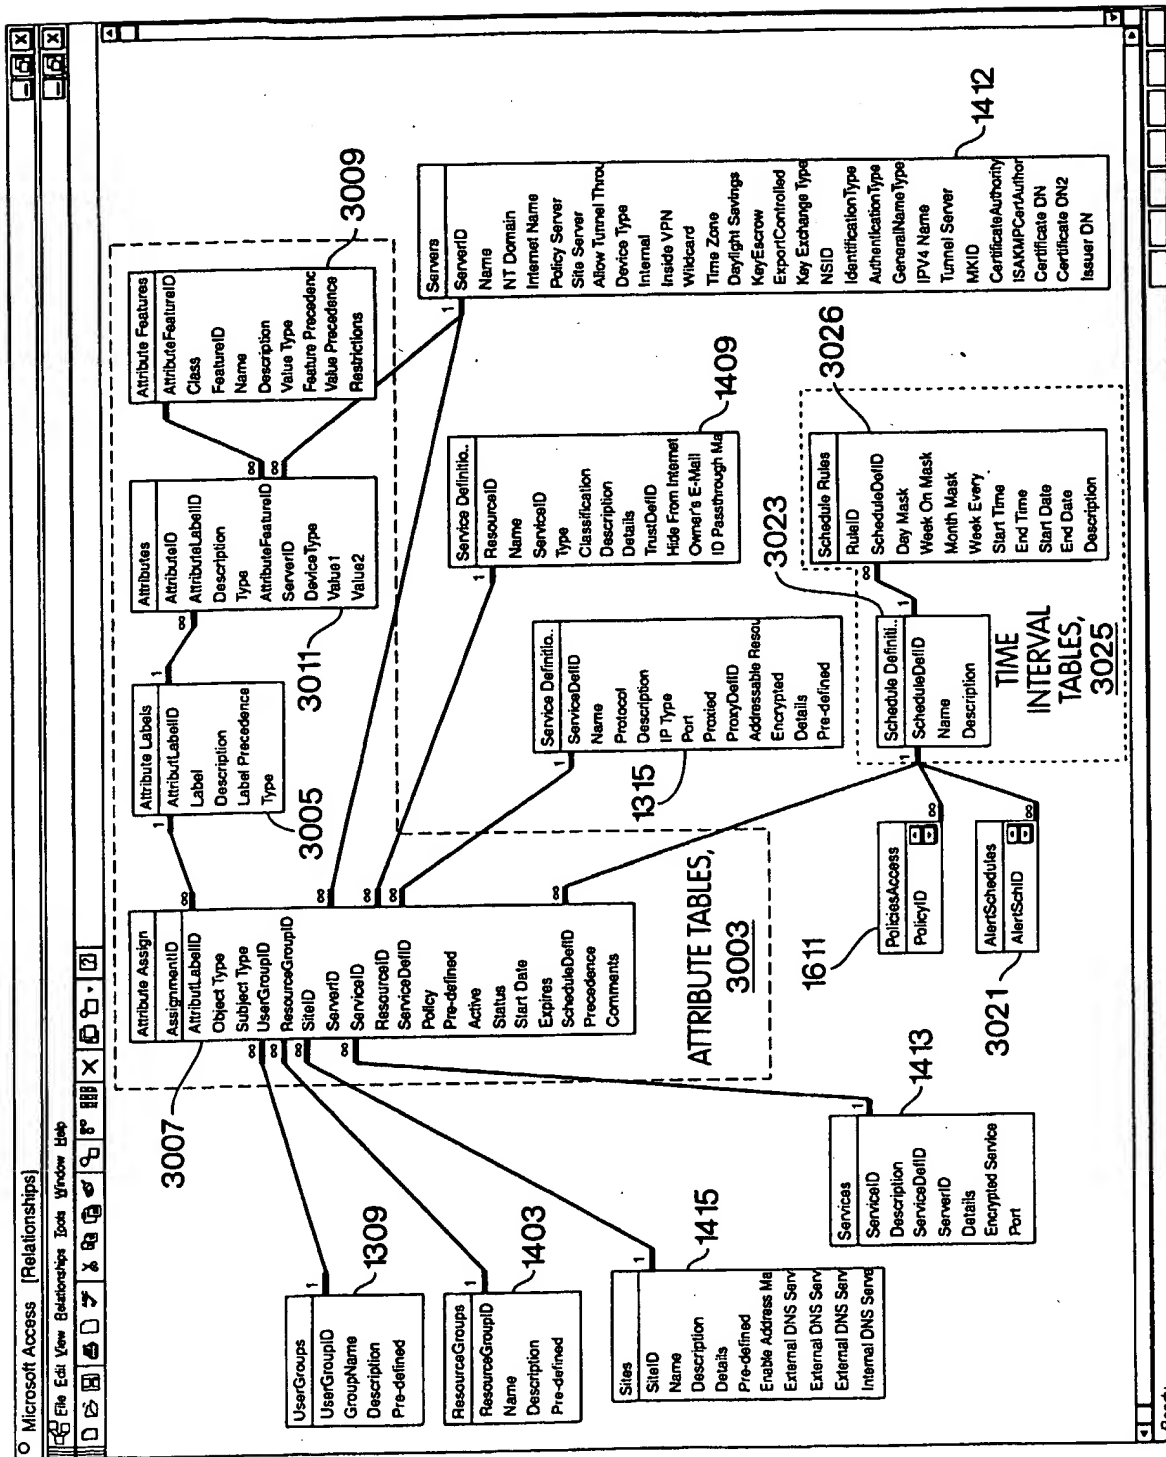 Microsoft Access [Relationships]
File Edit View Relationships Tools Window Help
UserGroups
UserGroupID
GroupName
Description
Pre-defined
1
1309
ResourceGroups
ResourceGroupID
Name
Description
Pre-defined
1
1403
Sites
SiteID
Name
Description
Details
Pre-defined
Enable Address Ma
External DNS Serv
External DNS Serv
External DNS Serv
Internal DNS Serve
1
1415
Services
ServiceID
Description
ServiceDefID
ServerID
Details
Encrypted Service
Port
1
1413
3007
Attribute Assign
AssignmentID
AttributLabelID
Object Type
Subject Type
UserGroupID
ResourceGroupID
SiteID
ServerID
ServiceID
ResourceID
ServiceDefID
Policy
Pre-defined
Active
Status
Start Date
Expires
ScheduleDefID
Precedence
Comments
∞
∞
∞
∞
∞
∞
∞
∞
∞
ATTRIBUTE TABLES,
3003
Attribute Labels
AttributLabelID
Label
Description
Label Precedence
Type
1
1
3005
Attributes
AttributeID
AttributeLabelID
Description
Type
AttributeFeatureID
ServerID
DeviceType
Value1
Value2
∞
∞
∞
3011
Attribute Features
AttributeFeatureID
Class
FeatureID
Name
Description
Value Type
Feature Precedenc
Value Precedence
Restrictions
3009
Servers
ServerID
Name
NT Domain
Internet Name
Policy Server
Site Server
Allow Tunnel Throu
Device Type
Internal
Inside VPN
Wildcard
Time Zone
Daylight Savings
KeyEscrow
ExportControlled
Key Exchange Type
NSID
IdentificationType
AuthenticationType
GeneralNameType
IPV4 Name
Tunnel Server
MKID
CertificateAuthority
ISAKMPCertAuthor
Certificate DN
Certificate DN2
Issuer DN
1
1412
Service Definitio..
ResourceID
Name
ServiceID
Type
Classification
Description
Details
TrustDefID
Hide From Internet
Owner's E-Mail
ID Passthrough Ma
1
1409
Service Definitio..
ServiceDefID
Name
Protocol
Description
IP Type
Port
Proxied
ProxyDefID
Addressable Resou
Encrypted
Details
Pre-defined
1
1315
PoliciesAccess
PolicyID
∞
1611
AlertSchedules
AlertSchID
∞
3021
Schedule Definiti..
ScheduleDefID
Name
Description
1
1
3023
Schedule Rules
RuleID
ScheduleDefID
Day Mask
Week On Mask
Month Mask
Week Every
Start Time
End Time
Start Date
End Date
Description
∞
3026
TIME
INTERVAL
TABLES,
3025